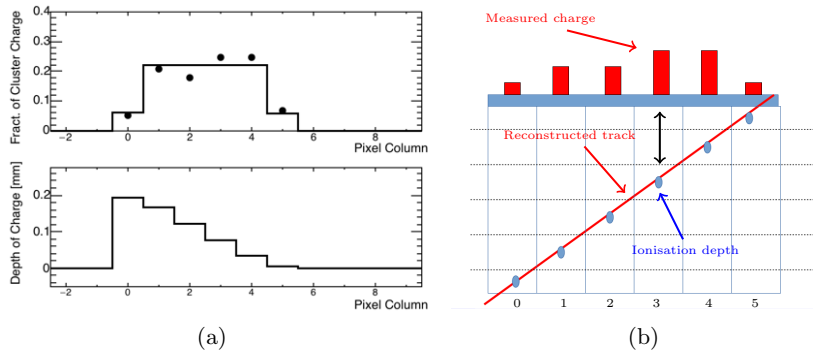 0.4
0.3
0.2
0.1
0
Fract. of Cluster Charge
−2 0 2 4 6 8
Pixel Column
0.2
0.1
0
Depth of Charge [mm]
−2 0 2 4 6 8
Pixel Column
(a)
Measured charge
Reconstructed track
Ionisation depth
0 1 2 3 4 5
(b)